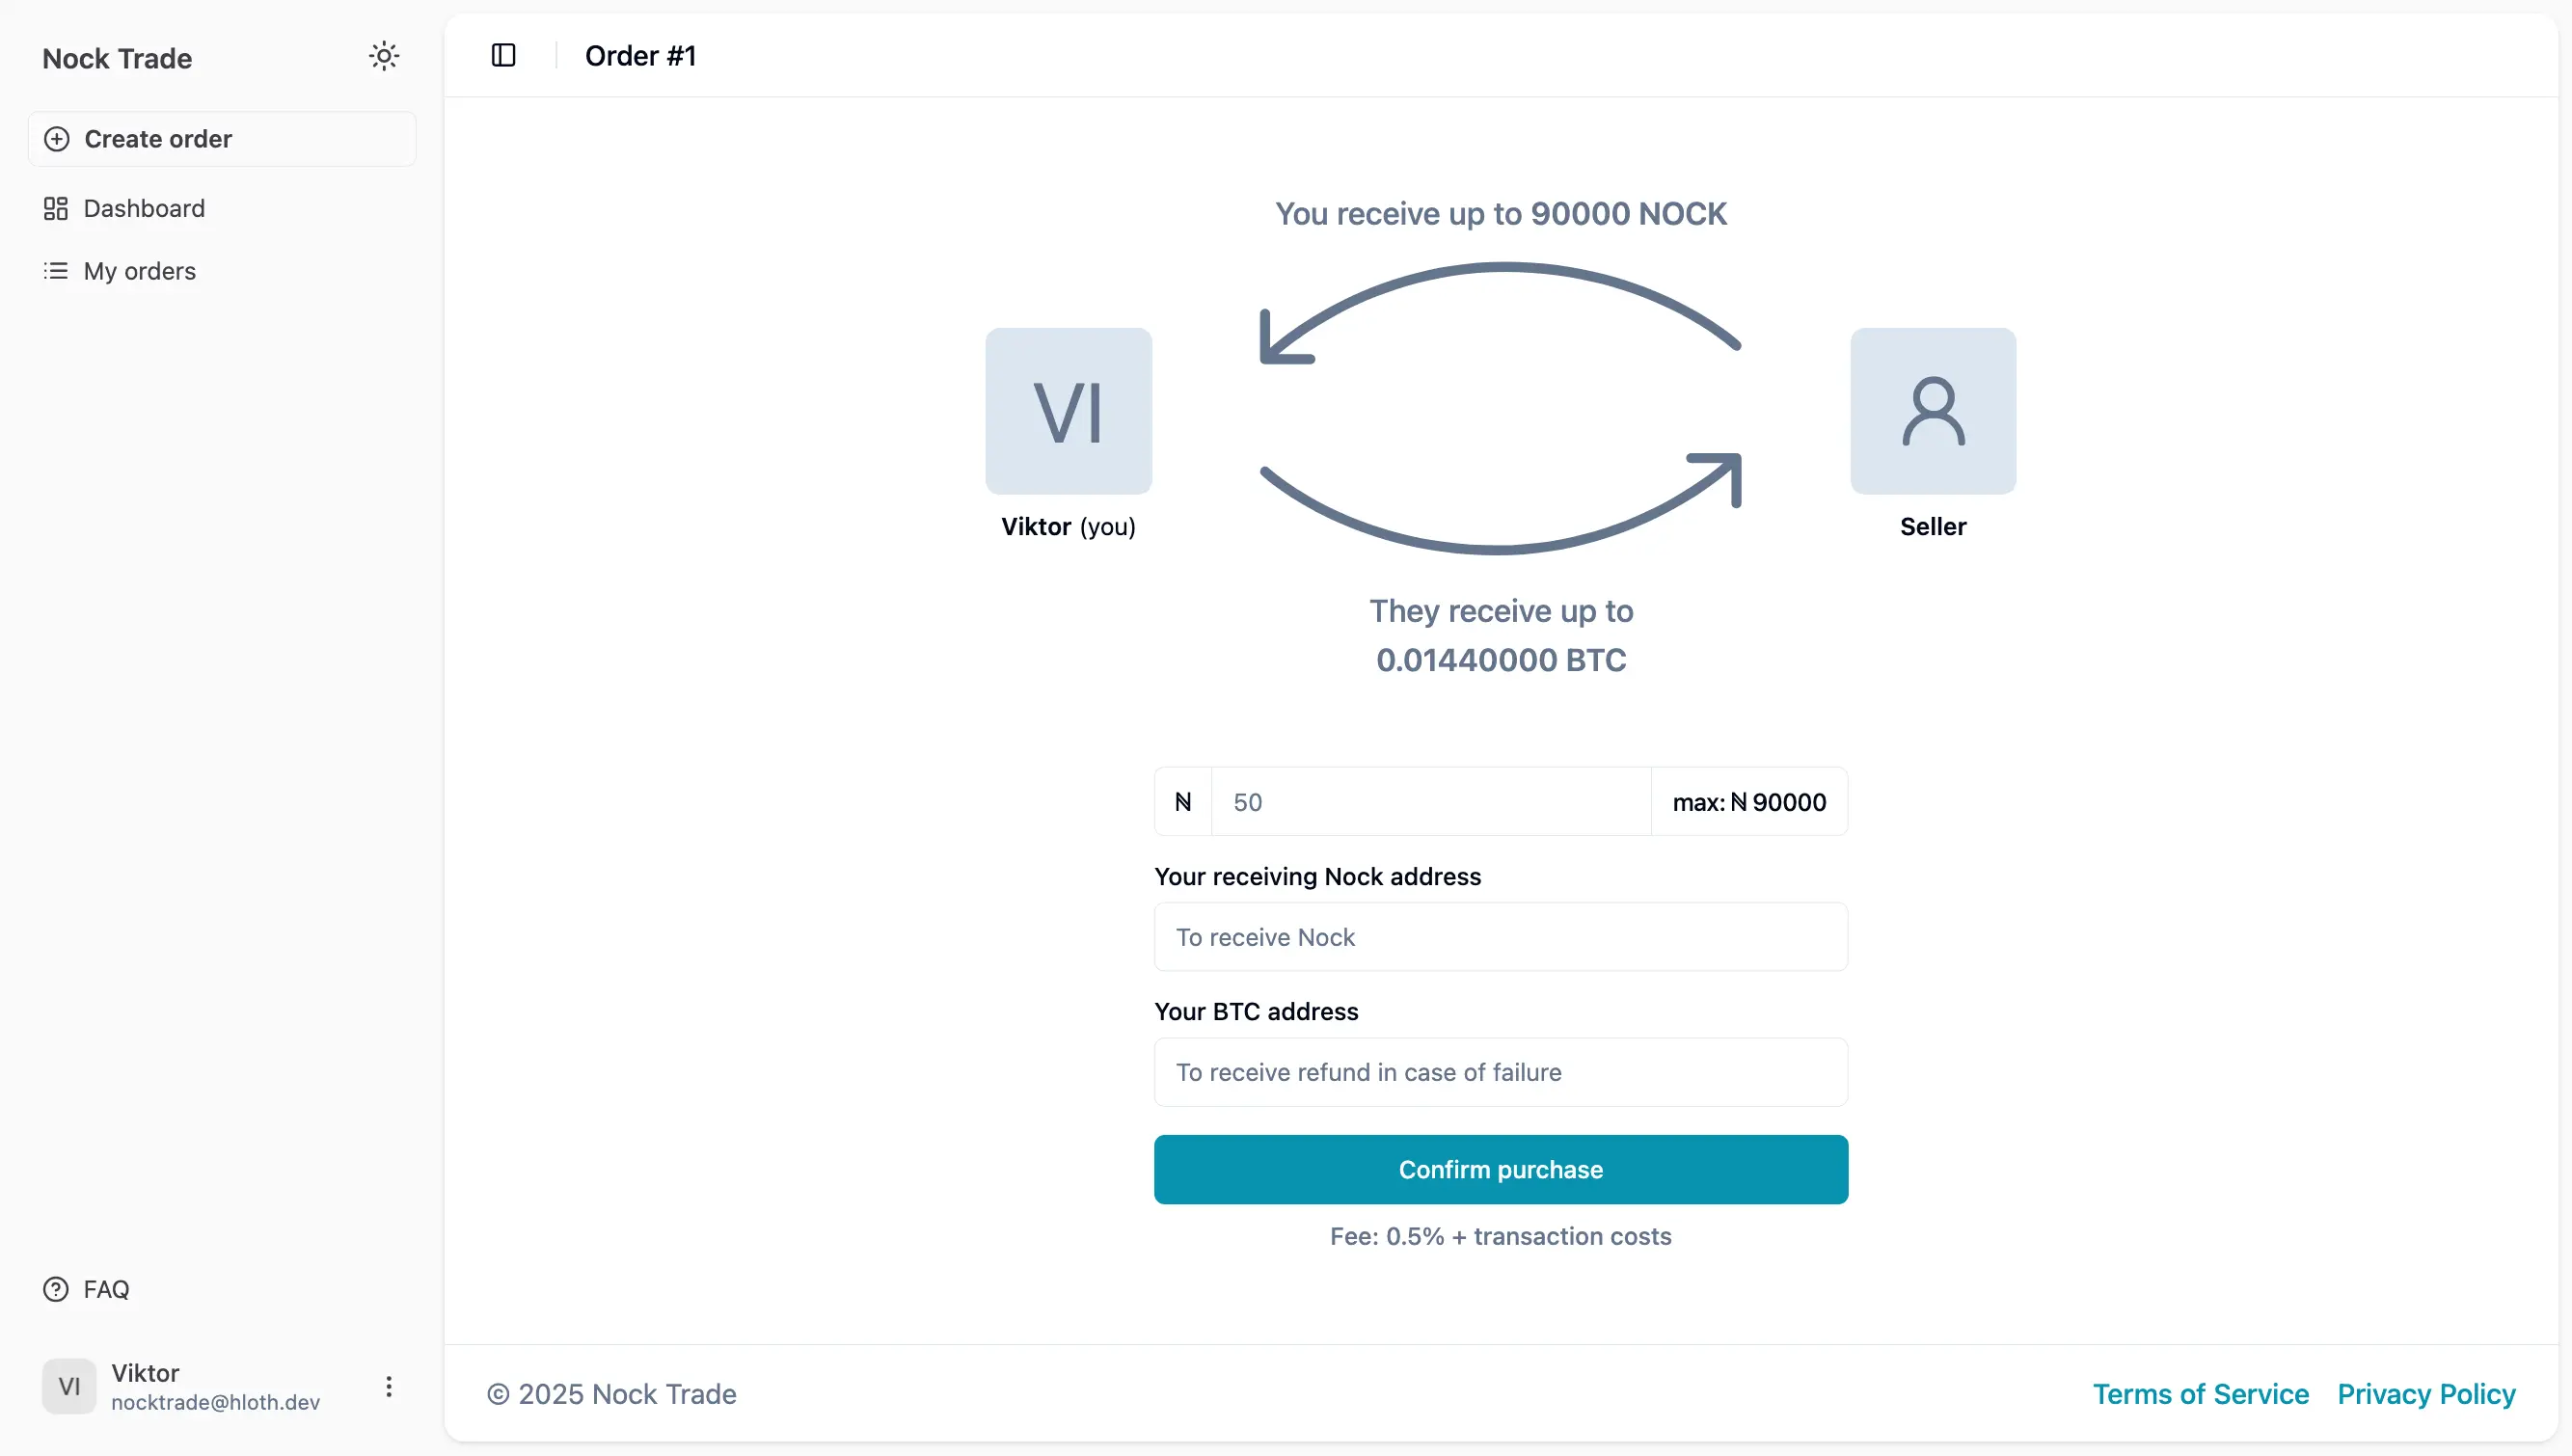 Nock Trade
Create order
Dashboard
My orders
FAQ
VI
Viktor
nocktrade@hloth.dev
Order #1
You receive up to 90000 NOCK
VI
Viktor (you)
Seller
They receive up to
0.01440000 BTC
₦ 50 max: ₦ 90000
Your receiving Nock address
To receive Nock
Your BTC address
To receive refund in case of failure
Confirm purchase
Fee: 0.5% + transaction costs
© 2025 Nock Trade
Terms of Service Privacy Policy